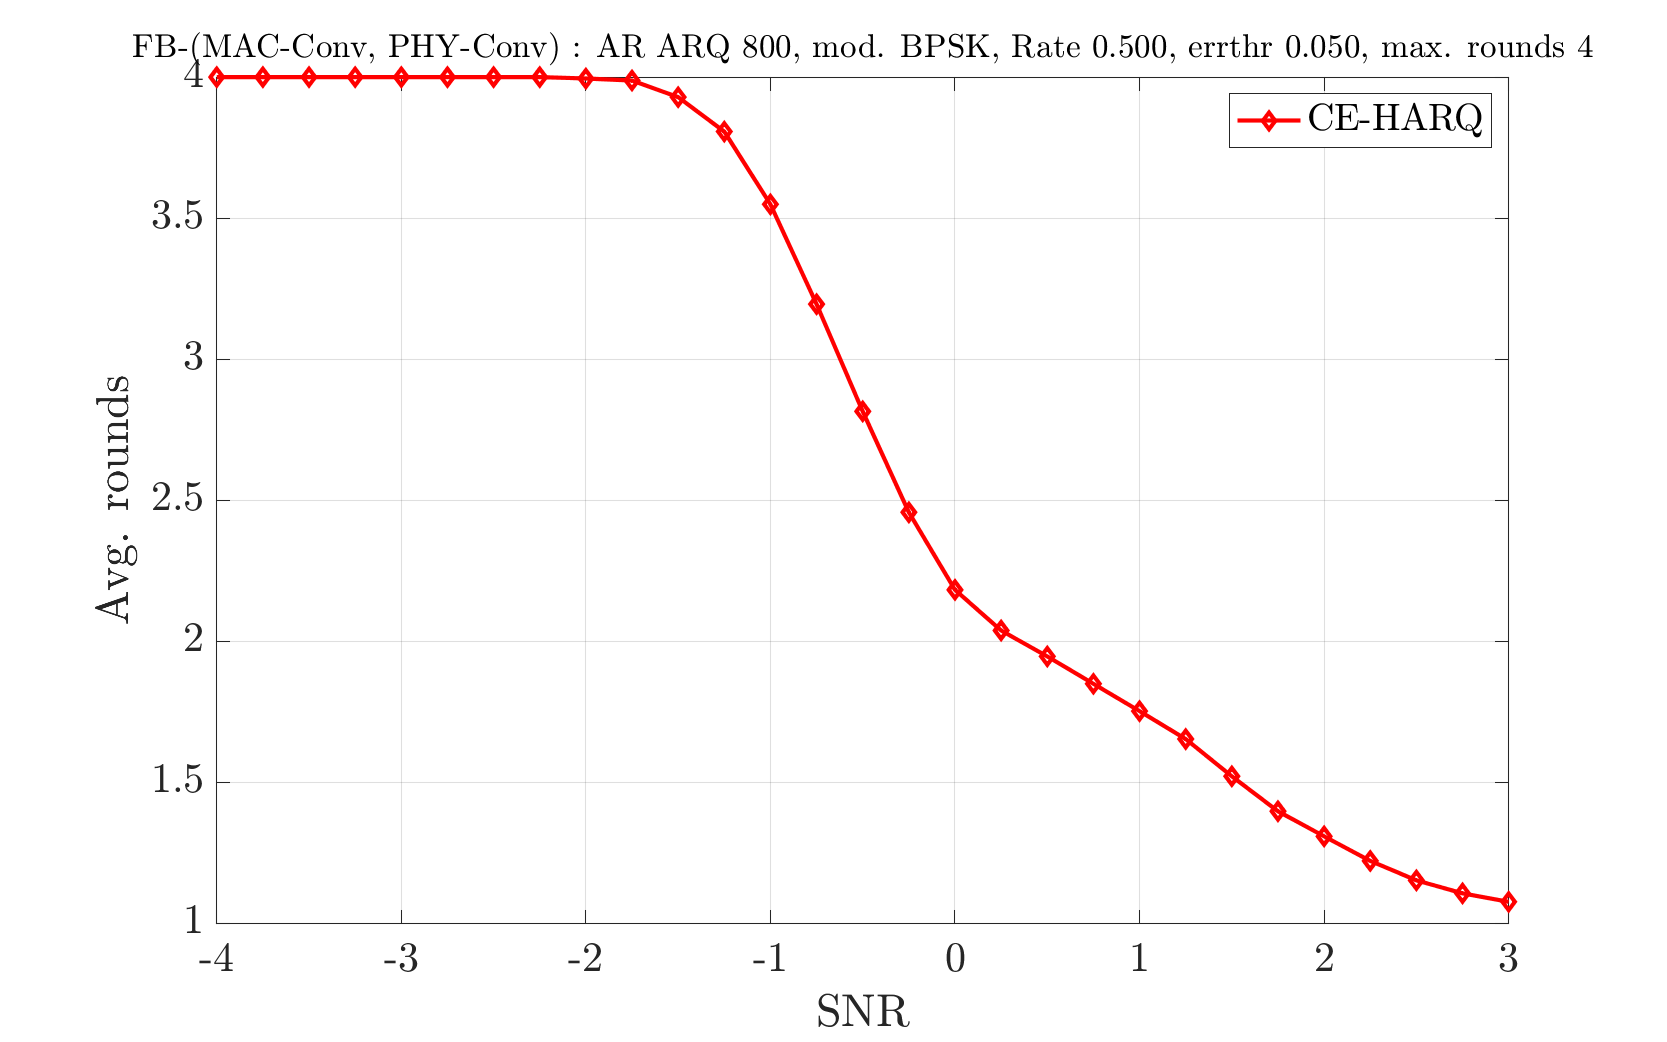 FB-(MAC-Conv, PHY-Conv) : AR ARQ 800, mod. BPSK, Rate 0.500, errthr 0.050, max. rounds 4
CE-HARQ
4
3.5
3
2.5
2
1.5
1
Avg. rounds
-4 -3 -2 -1 0 1 2 3
SNR